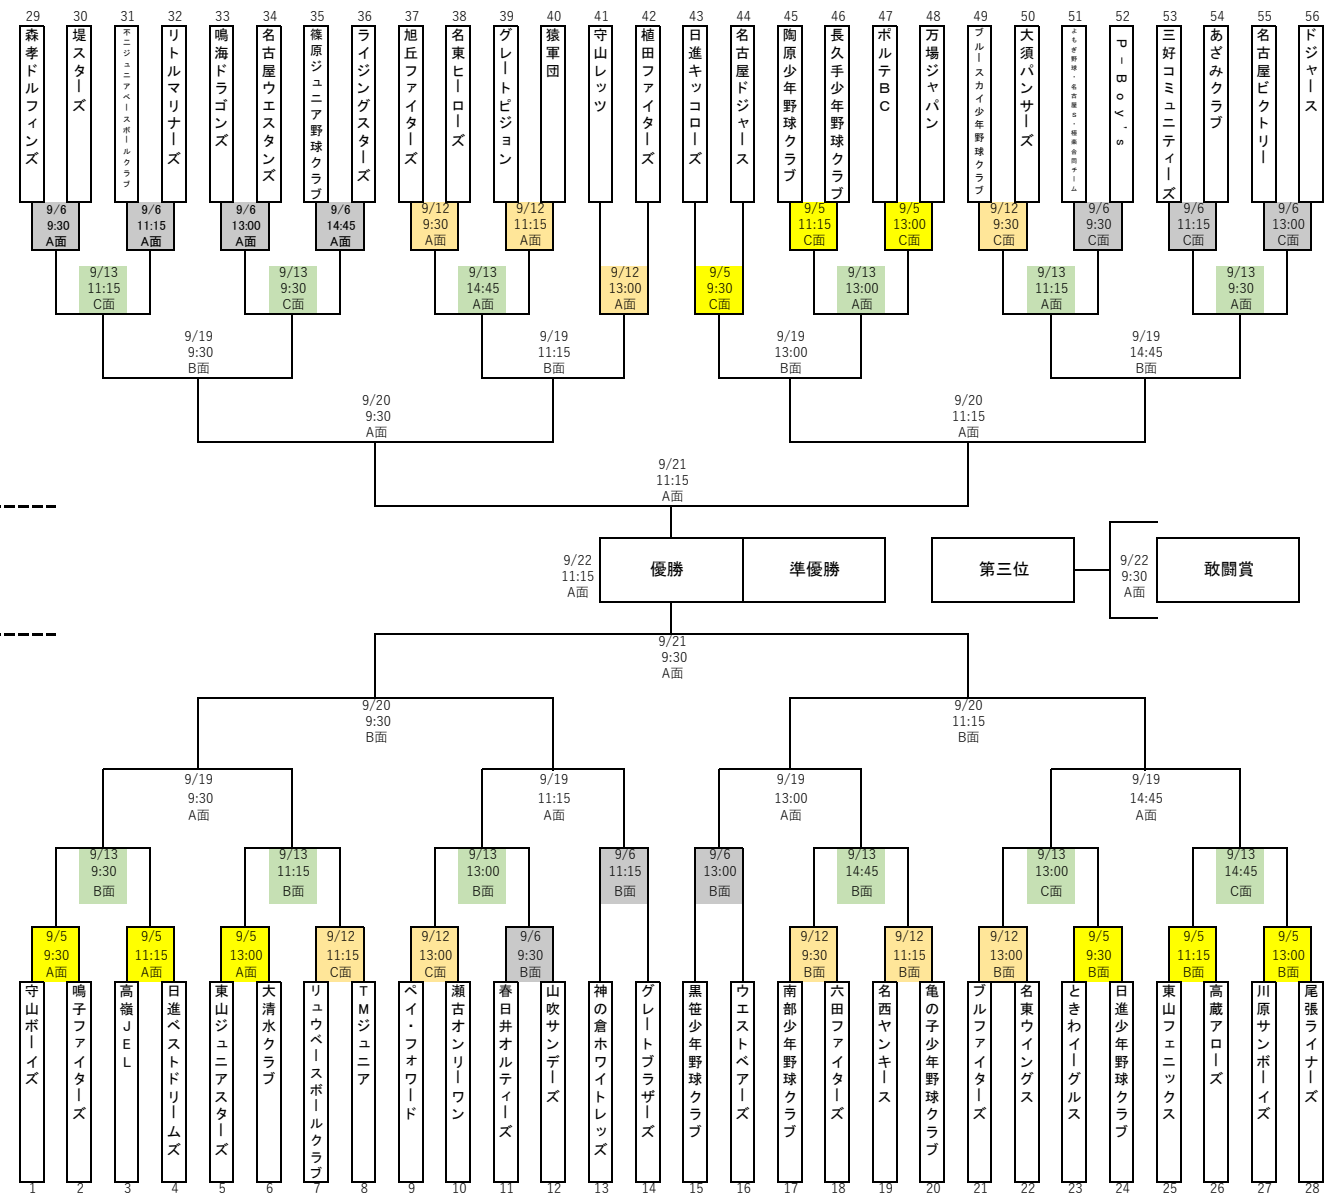 29 30 31 32 33 34 35 36 37 38 39 40 41 42 43 44 45 46 47 48 49 50 51 52 53 54 55 56
森孝ドルフィンズ
堤スターズ
不二ジュニアベースボールクラブ
リトルマリナーズ
鳴海ドラゴンズ
名古屋ウエスタンズ
篠原ジュニア野球クラブ
ライジングスターズ
旭丘ファイターズ
名東ヒーローズ
グレートピジョン
猿軍団
守山レッツ
植田ファイターズ
日進キッコローズ
名古屋ドジャース
陶原少年野球クラブ
長久手少年野球クラブ
ポルテBC
万場ジャパン
ブルースカイ少年野球クラブ
大須パンサーズ
よもぎ野球・名古屋S・極楽合同チーム
P-Boy's
三好コミュニティーズ
あざみクラブ
名古屋ビクトリー
ドジャース
9/6 9/6 9/6 9/6 9/12 9/12 9/5 9/5 9/12 9/6 9/6 9/6
9:30 11:15 13:00 14:45 9:30 11:15 11:15 13:00 9:30 9:30 11:15 13:00
A面 A面 A面 A面 A面 A面 C面 C面 C面 C面 C面 C面
9/13 9/13 9/13 9/12 9/5 9/13 9/13 9/13
11:15 9:30 14:45 13:00 9:30 13:00 11:15 9:30
C面 C面 A面 A面 C面 A面 A面 A面
9/19 9/19 9/19 9/19
9:30 11:15 13:00 14:45
B面 B面 B面 B面
9/20 9/20
9:30 11:15
A面 A面
9/21
11:15
A面
9/22
11:15
A面
優勝
準優勝
第三位
9/22
9:30
A面
敢闘賞
9/21
9:30
A面
9/20 9/20
9:30 11:15
B面 B面
9/19 9/19 9/19 9/19
9:30 11:15 13:00 14:45
A面 A面 A面 A面
9/13 9/13 9/13 9/6 9/6 9/13 9/13 9/13
9:30 11:15 13:00 11:15 13:00 14:45 13:00 14:45
B面 B面 B面 B面 B面 B面 C面 C面
9/5 9/5 9/5 9/12 9/12 9/6 9/12 9/12 9/12 9/5 9/5 9/5
9:30 11:15 13:00 11:15 13:00 9:30 9:30 11:15 13:00 9:30 11:15 13:00
A面 A面 A面 C面 C面 B面 B面 B面 B面 B面 B面 B面
守山ボーイズ
鳴子ファイターズ
高嶺JEL
日進ベストドリームズ
東山ジュニアスターズ
大清水クラブ
リュウベースボールクラブ
TMジュニア
ペイ・フォワード
瀬古オンリーワン
春日井オルティーズ
山吹サンデーズ
神の倉ホワイトレッズ
グレートブラザーズ
黒笹少年野球クラブ
ウエストベアーズ
南部少年野球クラブ
六田ファイターズ
名西ヤンキース
亀の子少年野球クラブ
ブルファイターズ
名東ウイングス
ときわイーグルス
日進少年野球クラブ
東山フェニックス
高蔵アローズ
川原サンボーイズ
尾張ライナーズ
1 2 3 4 5 6 7 8 9 10 11 12 13 14 15 16 17 18 19 20 21 22 23 24 25 26 27 28